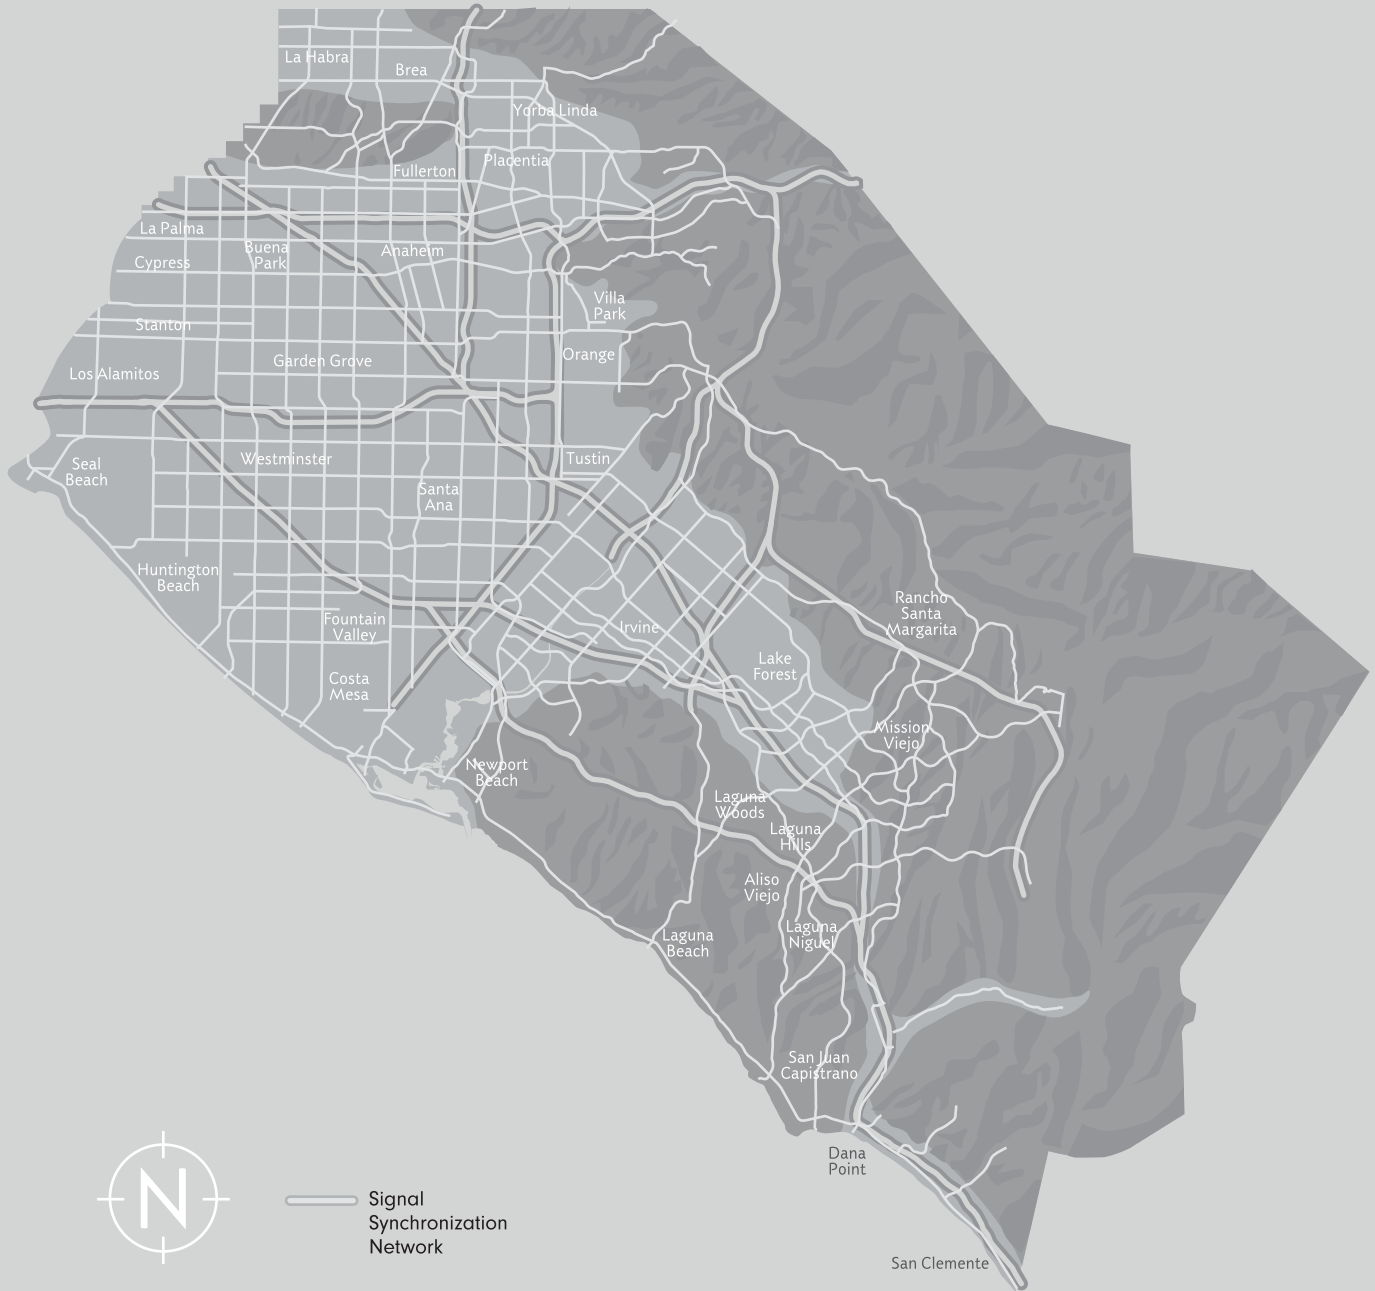 La Habra
Brea
Yorba Linda
Placentia
Fullerton
La Palma
Buena
Park
Anaheim
Cypress
Villa
Park
Stanton
Garden Grove
Orange
Los Alamitos
Westminster
Tustin
Seal
Beach
Santa
Ana
Huntington
Beach
Rancho
Santa
Margarita
Fountain
Valley
Irvine
Lake
Forest
Costa
Mesa
Mission
Viejo
Newport
Beach
Laguna
Woods
Laguna
Hills
Aliso
Viejo
Laguna
Niguel
Laguna
Beach
San Juan
Capistrano
Dana
Point
N
Signal
Synchronization
Network
San Clemente